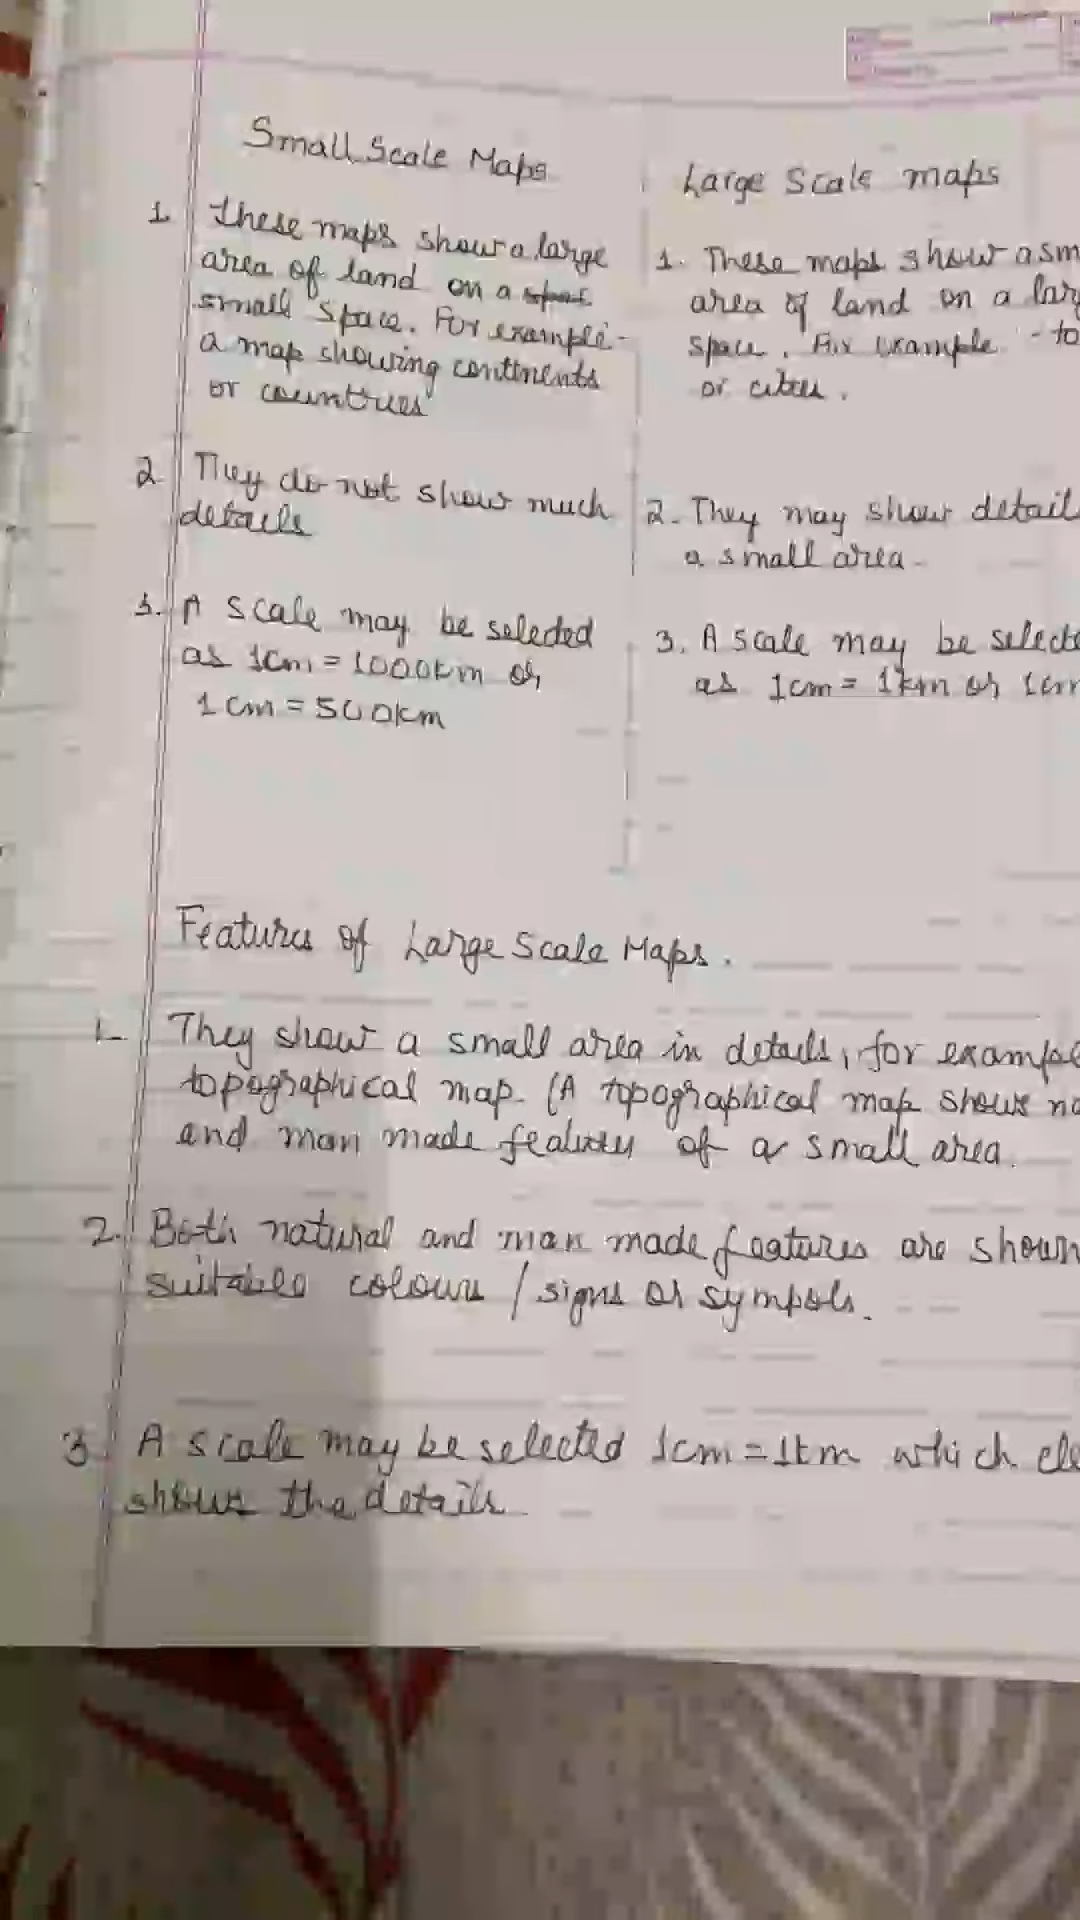 Small Scale Maps
1. These maps show a large
area of land on a
small space. For example -
a map showing continents
or countries
2. They do not show much
details
3. A scale may be selected
as 1cm = 1000km or
1 cm = 500km
Large Scale maps
1. These maps show a
area of land on a
space. For example -
or cities.
2. They may show
a small area.
3. A scale may be
as 1cm = 1km or
Features of Large Scale Maps.
1. They show a small area in details, for
topographical map. (A topographical map shows
and man made features of a small area.
2. Both natural and man made features are
suitable colours / signs or symbols.
3. A scale may be selected 1cm = 1km which
shows the details